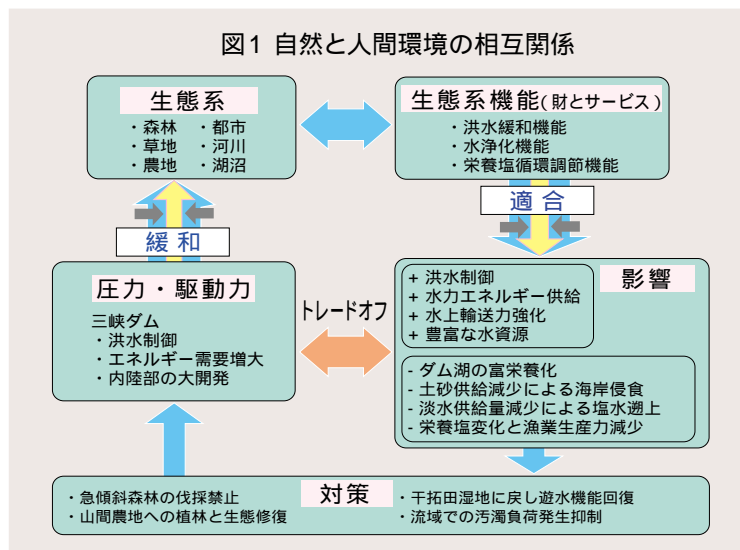 図1 自然と人間環境の相互関係
生態系
・森林 ・都市
・草地 ・河川
・農地 ・湖沼
生態系機能(財とサービス)
・洪水緩和機能
・水浄化機能
・栄養塩循環調節機能
緩和
適合
圧力・駆動力
三峡ダム
・洪水制御
・エネルギー需要増大
・内陸部の大開発
トレードオフ
影響
+ 洪水制御
+ 水力エネルギー供給
+ 水上輸送力強化
+ 豊富な水資源
- ダム湖の富栄養化
- 土砂供給減少による海岸侵食
- 淡水供給量減少による塩水遡上
- 栄養塩変化と漁業生産力減少
対策
・急傾斜森林の伐採禁止
・山間農地への植林と生態修復
・干拓田湿地に戻し遊水機能回復
・流域での汚濁負荷発生抑制